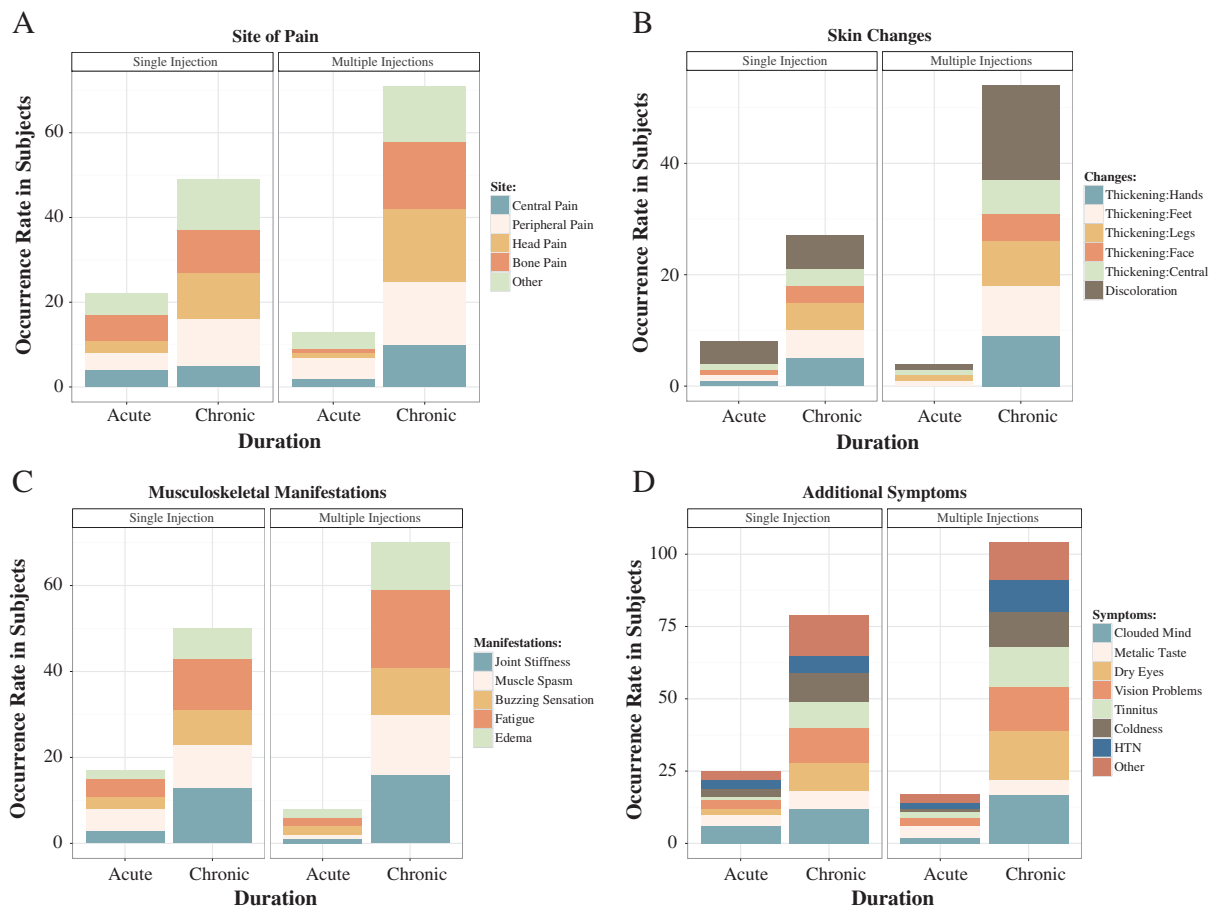 A
Site of Pain
Single Injection
Multiple Injections
Occurrence Rate in Subjects
60
40
20
0
Acute
Chronic
Acute
Chronic
Duration
Site:
Central Pain
Peripheral Pain
Head Pain
Bone Pain
Other
B
Skin Changes
Single Injection
Multiple Injections
Occurrence Rate in Subjects
40
20
0
Acute
Chronic
Acute
Chronic
Duration
Changes:
Thickening:Hands
Thickening:Feet
Thickening:Legs
Thickening:Face
Thickening:Central
Discoloration
C
Musculoskeletal Manifestations
Single Injection
Multiple Injections
Occurrence Rate in Subjects
60
40
20
0
Acute
Chronic
Acute
Chronic
Duration
Manifestations:
Joint Stiffness
Muscle Spasm
Buzzing Sensation
Fatigue
Edema
D
Additional Symptoms
Single Injection
Multiple Injections
Occurrence Rate in Subjects
100
75
50
25
0
Acute
Chronic
Acute
Chronic
Duration
Symptoms:
Clouded Mind
Metalic Taste
Dry Eyes
Vision Problems
Tinnitus
Coldness
HTN
Other